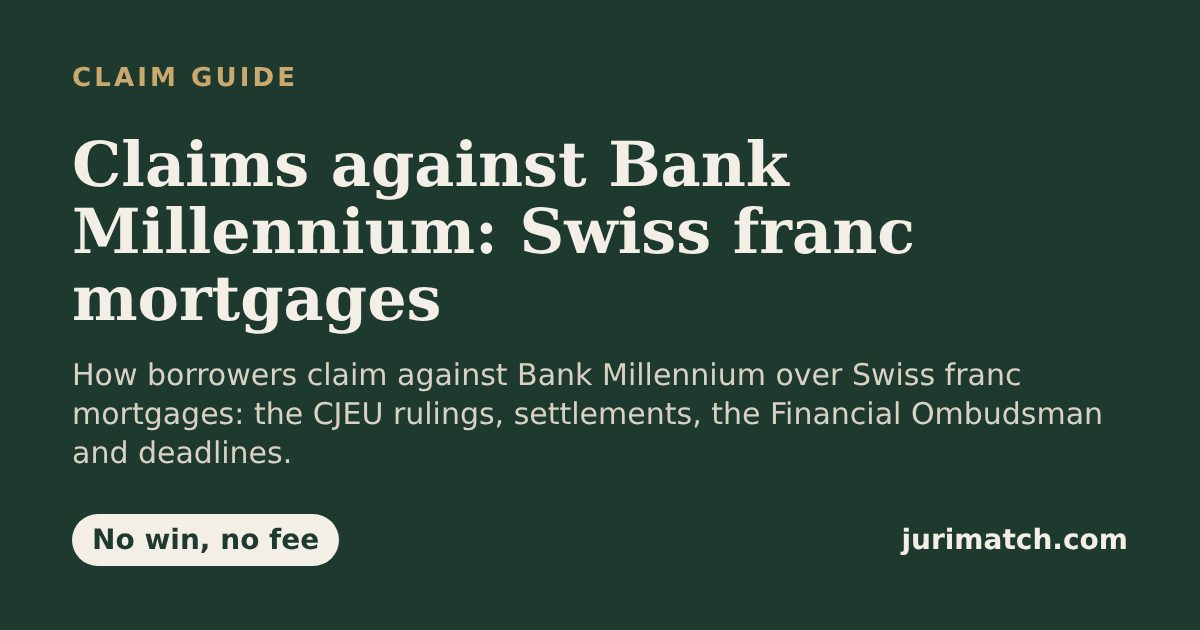 CLAIM GUIDE
Claims against Bank
Millennium: Swiss franc
mortgages
How borrowers claim against Bank Millennium over Swiss franc
mortgages: the CJEU rulings, settlements, the Financial Ombudsman
and deadlines.
No win, no fee
jurimatch.com